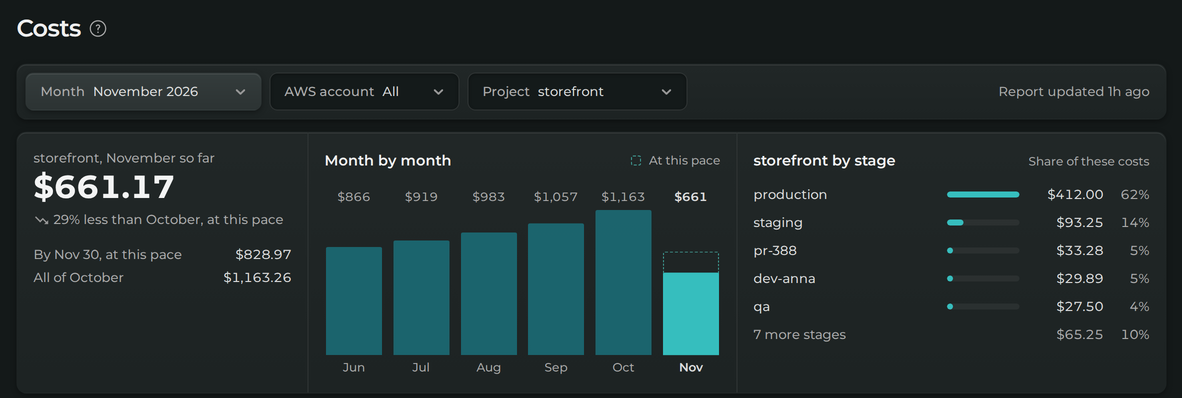 Costs ?
Month November 2026
AWS account All
Project storefront
Report updated 1h ago
storefront, November so far
$661.17
29% less than October, at this pace
By Nov 30, at this pace $828.97
All of October $1,163.26
Month by month
At this pace
$866 $919 $983 $1,057 $1,163 $661
Jun Jul Aug Sep Oct Nov
storefront by stage
Share of these costs
production $412.00 62%
staging $93.25 14%
pr-388 $33.28 5%
dev-anna $29.89 5%
qa $27.50 4%
7 more stages $65.25 10%